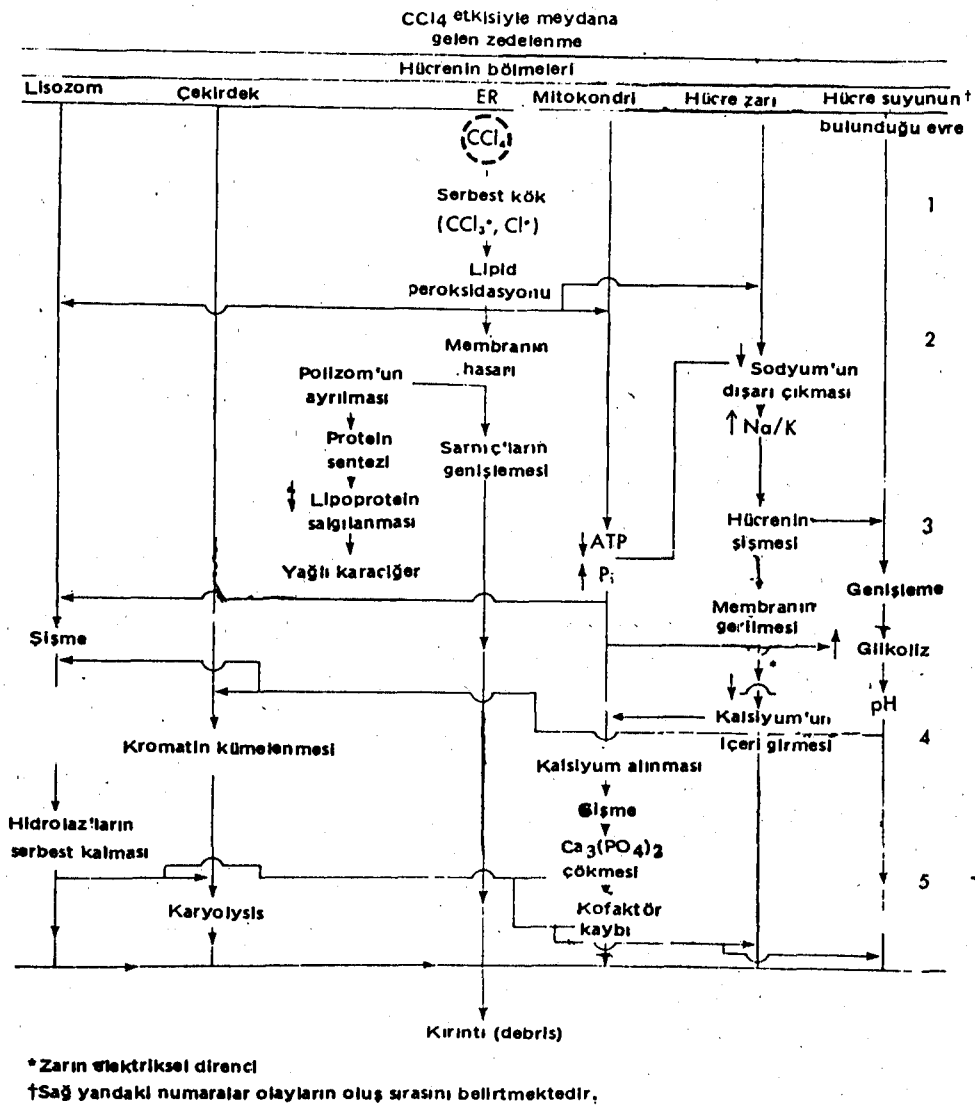 CCl4 etkisiyle meydana
gelen zedelenme
Hücrenin bölmeleri
Lisozom Çekirdek ER Mitokondri Hücre zarı Hücre suyunun†
bulunduğu evre
CCl4
Serbest kök
(CCl3•, Cl•)
1
Lipid
peroksidasyonu
2
Membranın
hasarı
Polizom'un
ayrılması
↓ Sodyum'un
dışarı çıkması
↑ Na/K
Protein
sentezi
Sarnıç'ların
genişlemesi
↓ Lipoprotein
salgılanması
Hücrenin
şişmesi
3
Yağlı karaciğer
↓ ATP
↑ Pi
Genişleme
Membranın
gerilmesi
Şişme
↑ Glikoliz
*
↓
pH
Kalsiyum'un
içeri girmesi
4
Kromatin kümelenmesi
Kalsiyum alınması
Şişme
Hidrolaz'ların
serbest kalması
Ca3(PO4)2
çökmesi
5
Karyolysis
Kofaktör
kaybı
Kırıntı (debris)
*Zarın elektriksel direnci
†Sağ yandaki numaralar olayların oluş sırasını belirtmektedir.